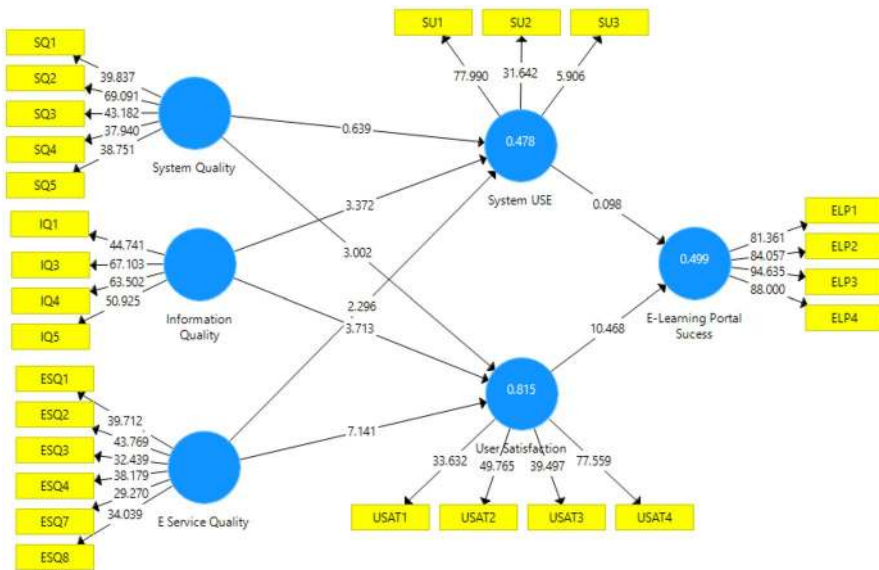 SU1
SU2
SU3
SQ1
SQ2
SQ3
SQ4
SQ5
39.837
69.091
43.182
37.940
38.751
System Quality
77.990
31.642
5.906
0.639
0.478
System USE
3.372
3.002
0.098
IQ1
IQ3
IQ4
IQ5
44.741
67.103
63.502
50.925
Information
Quality
2.296
3.713
0.499
E-Learning Portal
Sucess
81.361
84.057
94.635
88.000
ELP1
ELP2
ELP3
ELP4
10.468
ESQ1
ESQ2
ESQ3
ESQ4
ESQ7
ESQ8
39.712
43.769
32.439
38.179
29.270
34.039
E Service Quality
7.141
0.815
User Satisfaction
33.632
49.765
39.497
77.559
USAT1
USAT2
USAT3
USAT4